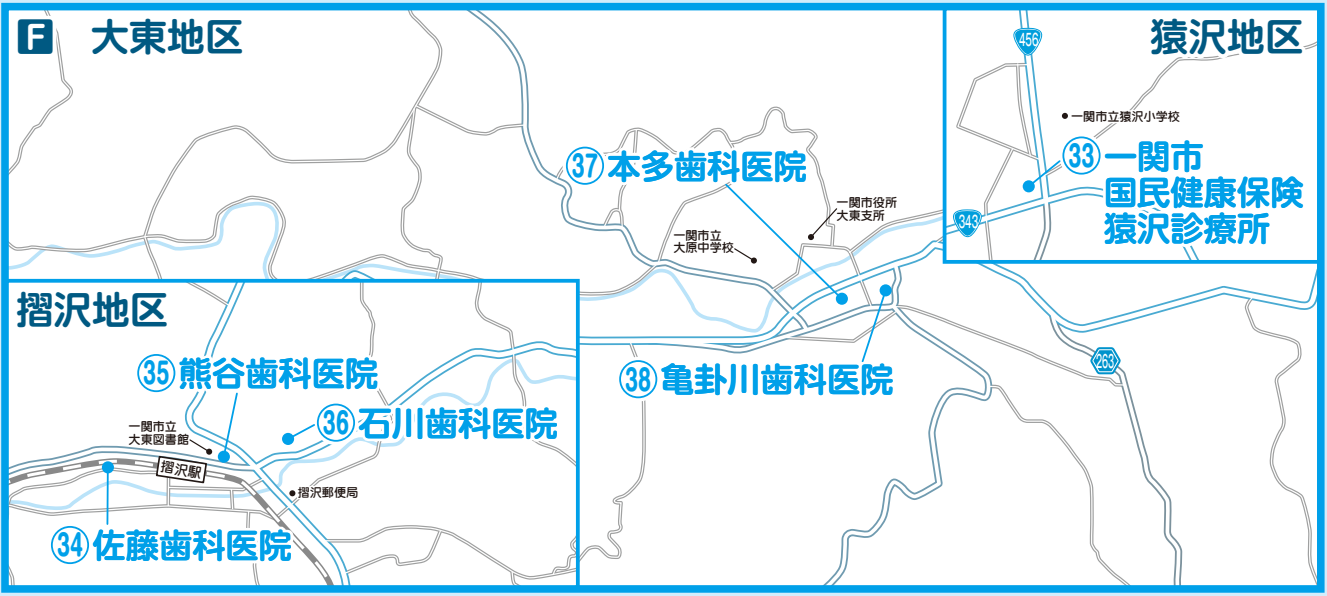 F 大東地区
㊲本多歯科医院
一関市役所
大東支所
一関市立
大原中学校
㊳亀卦川歯科医院
263
猿沢地区
456
一関市立猿沢小学校
㉝一関市
国民健康保険
猿沢診療所
343
摺沢地区
㉟熊谷歯科医院
㊱石川歯科医院
一関市立
大東図書館
摺沢駅
摺沢郵便局
㉞佐藤歯科医院